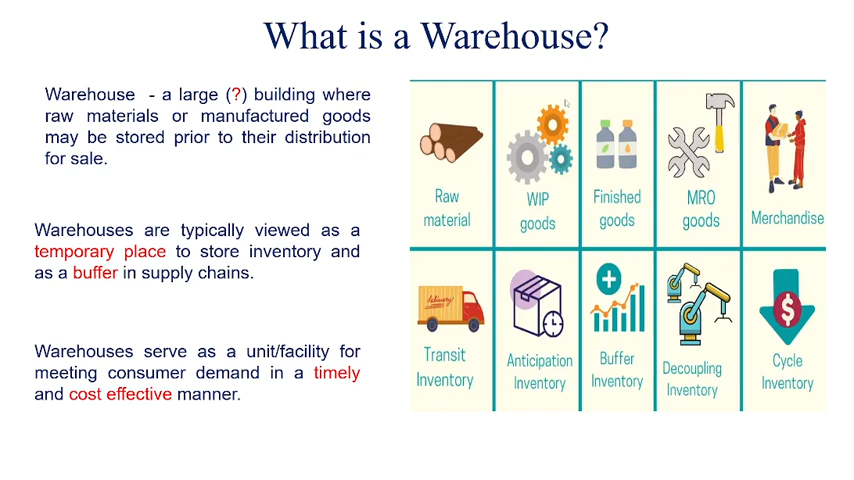 What is a Warehouse?
Warehouse - a large (?) building where
raw materials or manufactured goods
may be stored prior to their distribution
for sale.
Warehouses are typically viewed as a
temporary place to store inventory and
as a buffer in supply chains.
Warehouses serve as a unit/facility for
meeting consumer demand in a timely
and cost effective manner.
Raw
material
WIP
goods
Finished
goods
MRO
goods
Merchandise
delivery
Transit
Inventory
Anticipation
Inventory
Buffer
Inventory
Decoupling
Inventory
$
Cycle
Inventory